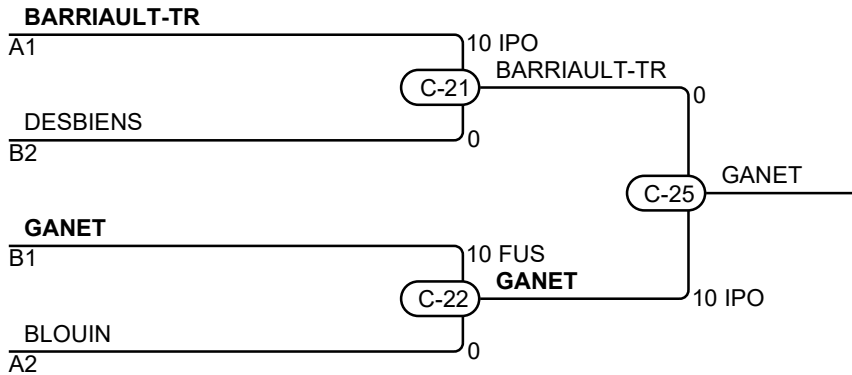 BARRIAULT-TR
A1
10 IPO
C-21
BARRIAULT-TR
0
DESBIENS
B2
0
C-25
GANET
GANET
B1
10 FUS
C-22
GANET
10 IPO
BLOUIN
A2
0